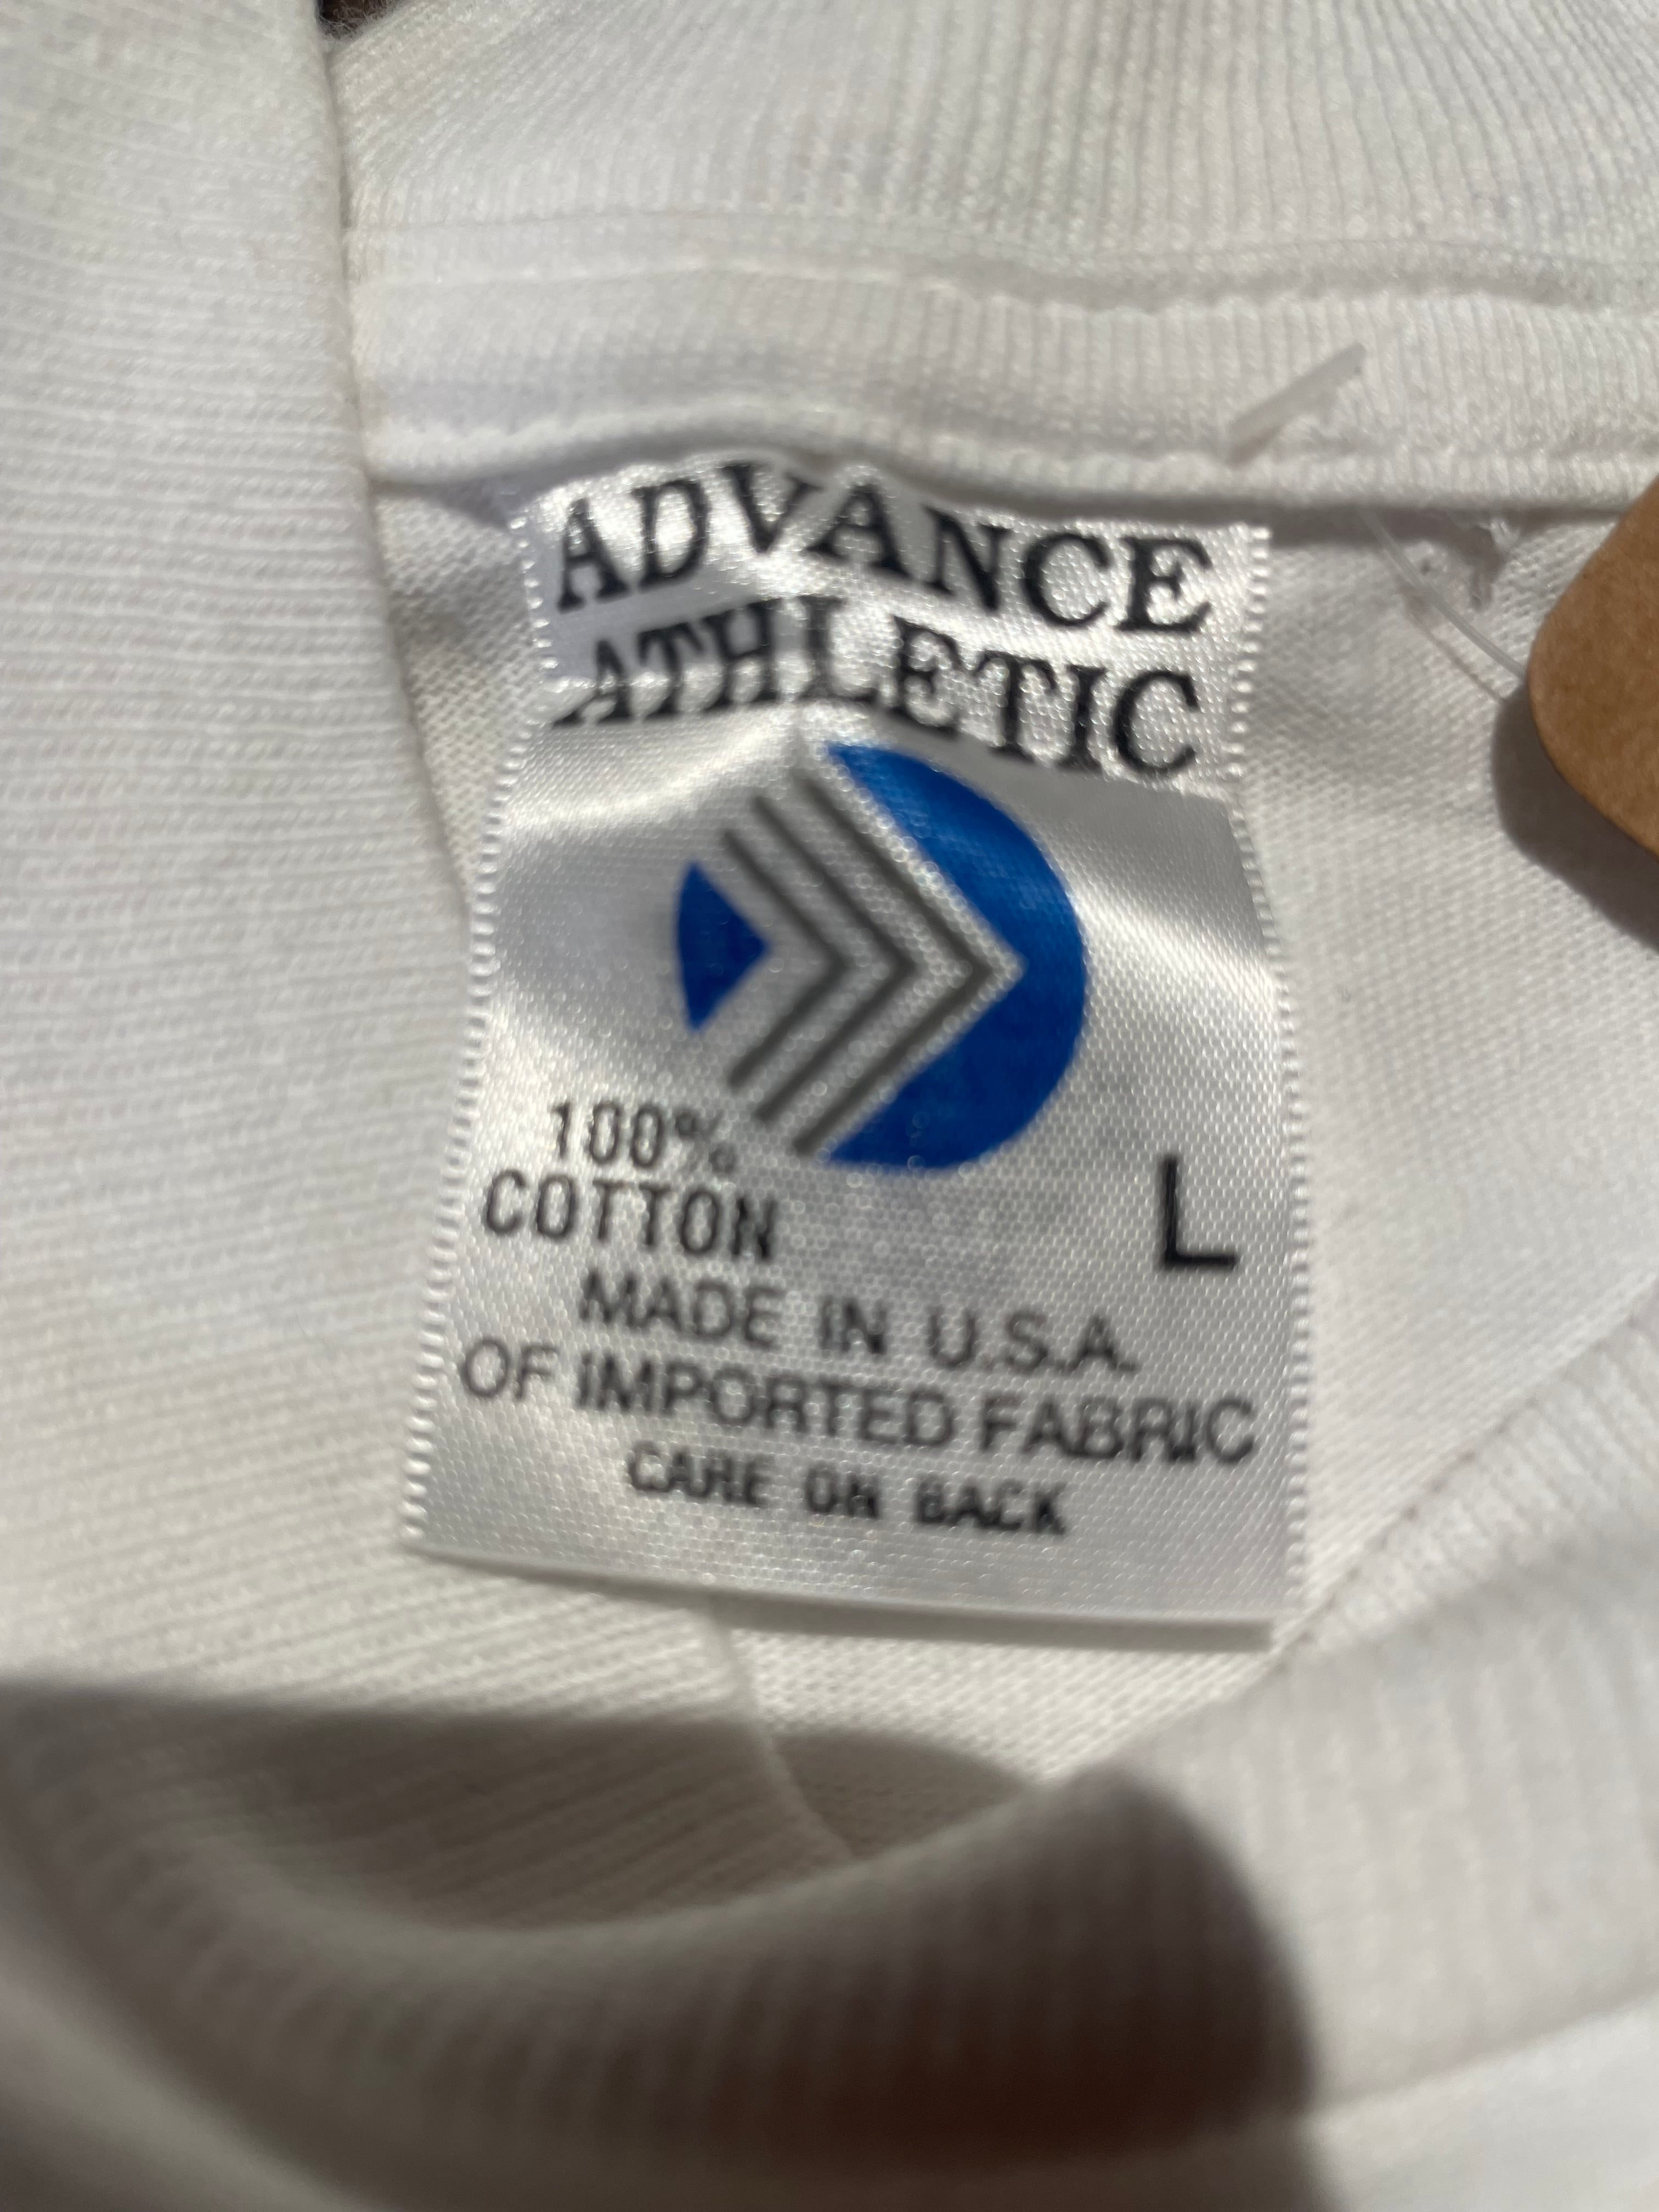 ADVANCE
ATHLETIC
100%
COTTON
L
MADE IN U.S.A.
OF IMPORTED FABRIC
CARE ON BACK